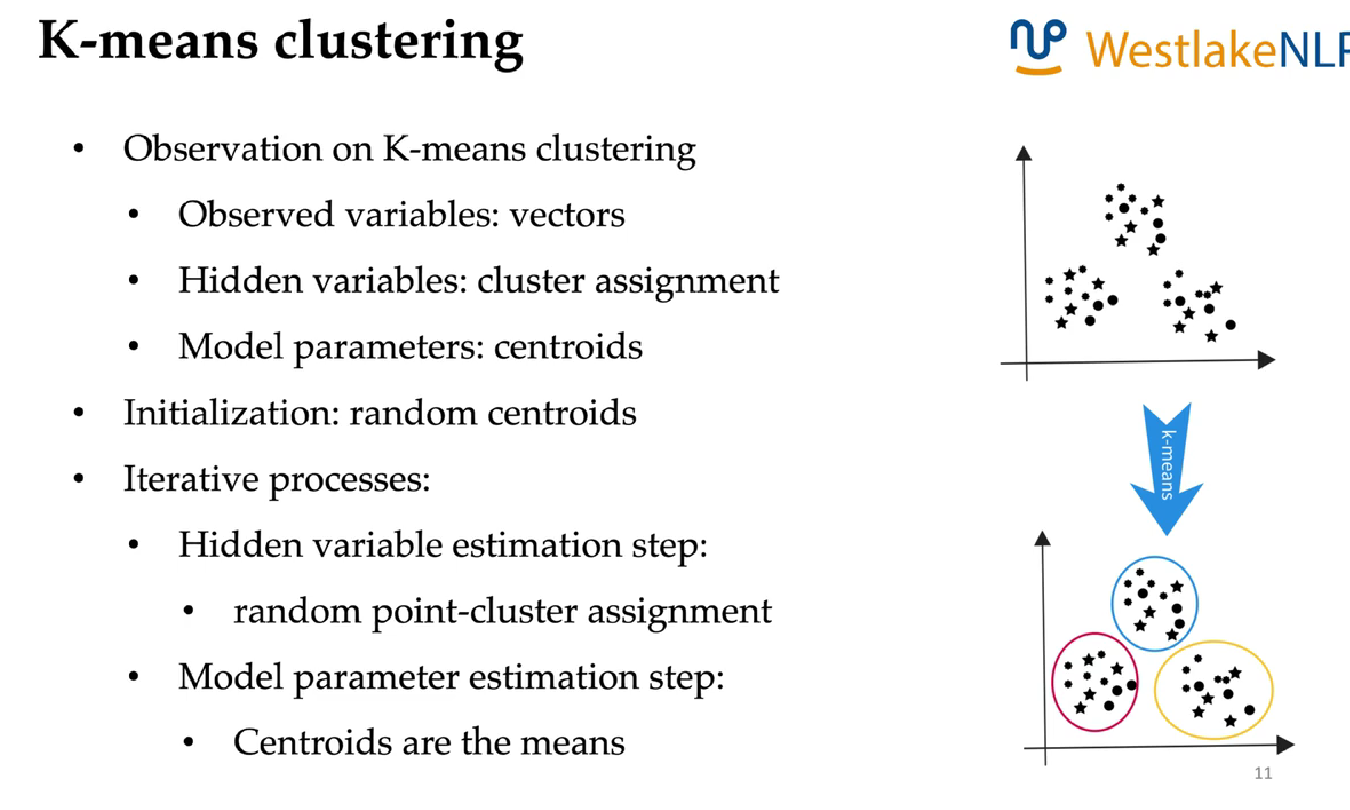 K-means clustering
WestlakeNLP
• Observation on K-means clustering
• Observed variables: vectors
• Hidden variables: cluster assignment
• Model parameters: centroids
• Initialization: random centroids
• Iterative processes:
• Hidden variable estimation step:
• random point-cluster assignment
• Model parameter estimation step:
• Centroids are the means
k-means
11